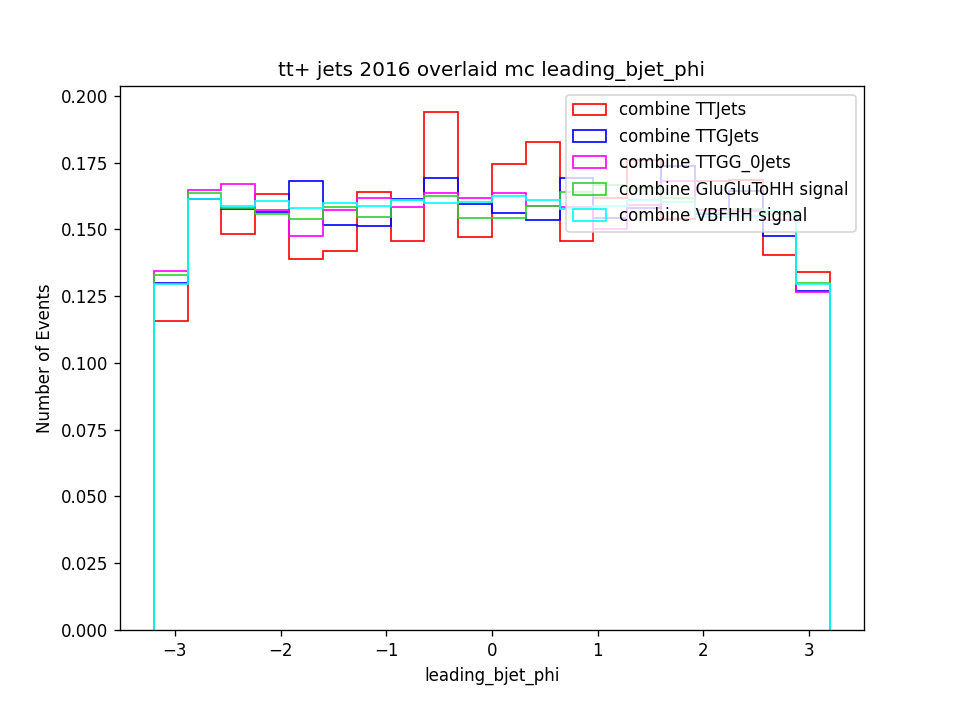 tt+ jets 2016 overlaid mc leading_bjet_phi
0.200
0.175
0.150
0.125
0.100
0.075
0.050
0.025
0.000
Number of Events
combine TTJets
combine TTGJets
combine TTGG_0Jets
combine GluGluToHH signal
combine VBFHH signal
−3
−2
−1
0
1
2
3
leading_bjet_phi